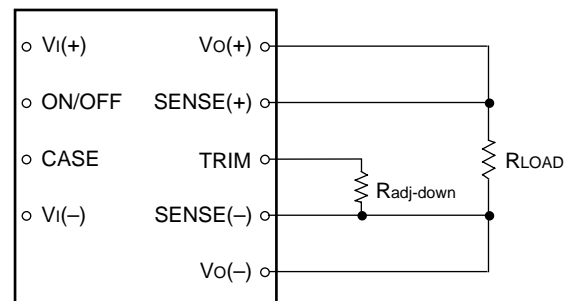 VI(+)
VO(+)
ON/OFF
SENSE(+)
CASE
TRIM
RLOAD
Radj-down
VI(–)
SENSE(–)
VO(–)